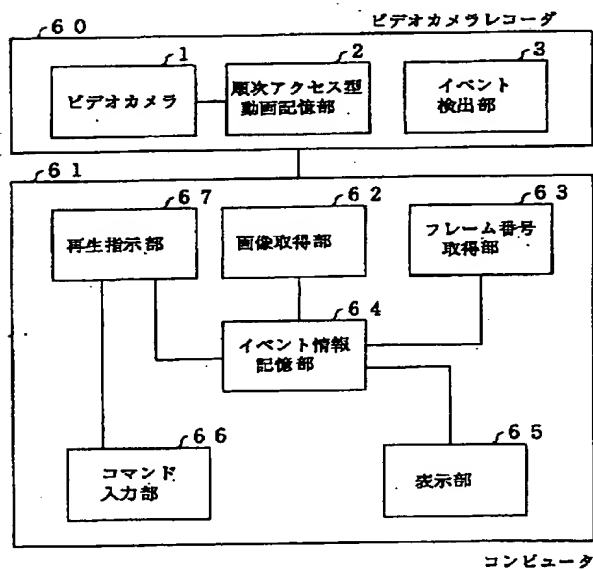 ビデオカメラレコーダ
60
1
ビデオカメラ
2
順次アクセス型
動画記憶部
3
イベント
検出部
61
67
再生指示部
62
画像取得部
63
フレーム番号
取得部
64
イベント情報
記憶部
66
コマンド
入力部
65
表示部
コンピュータ